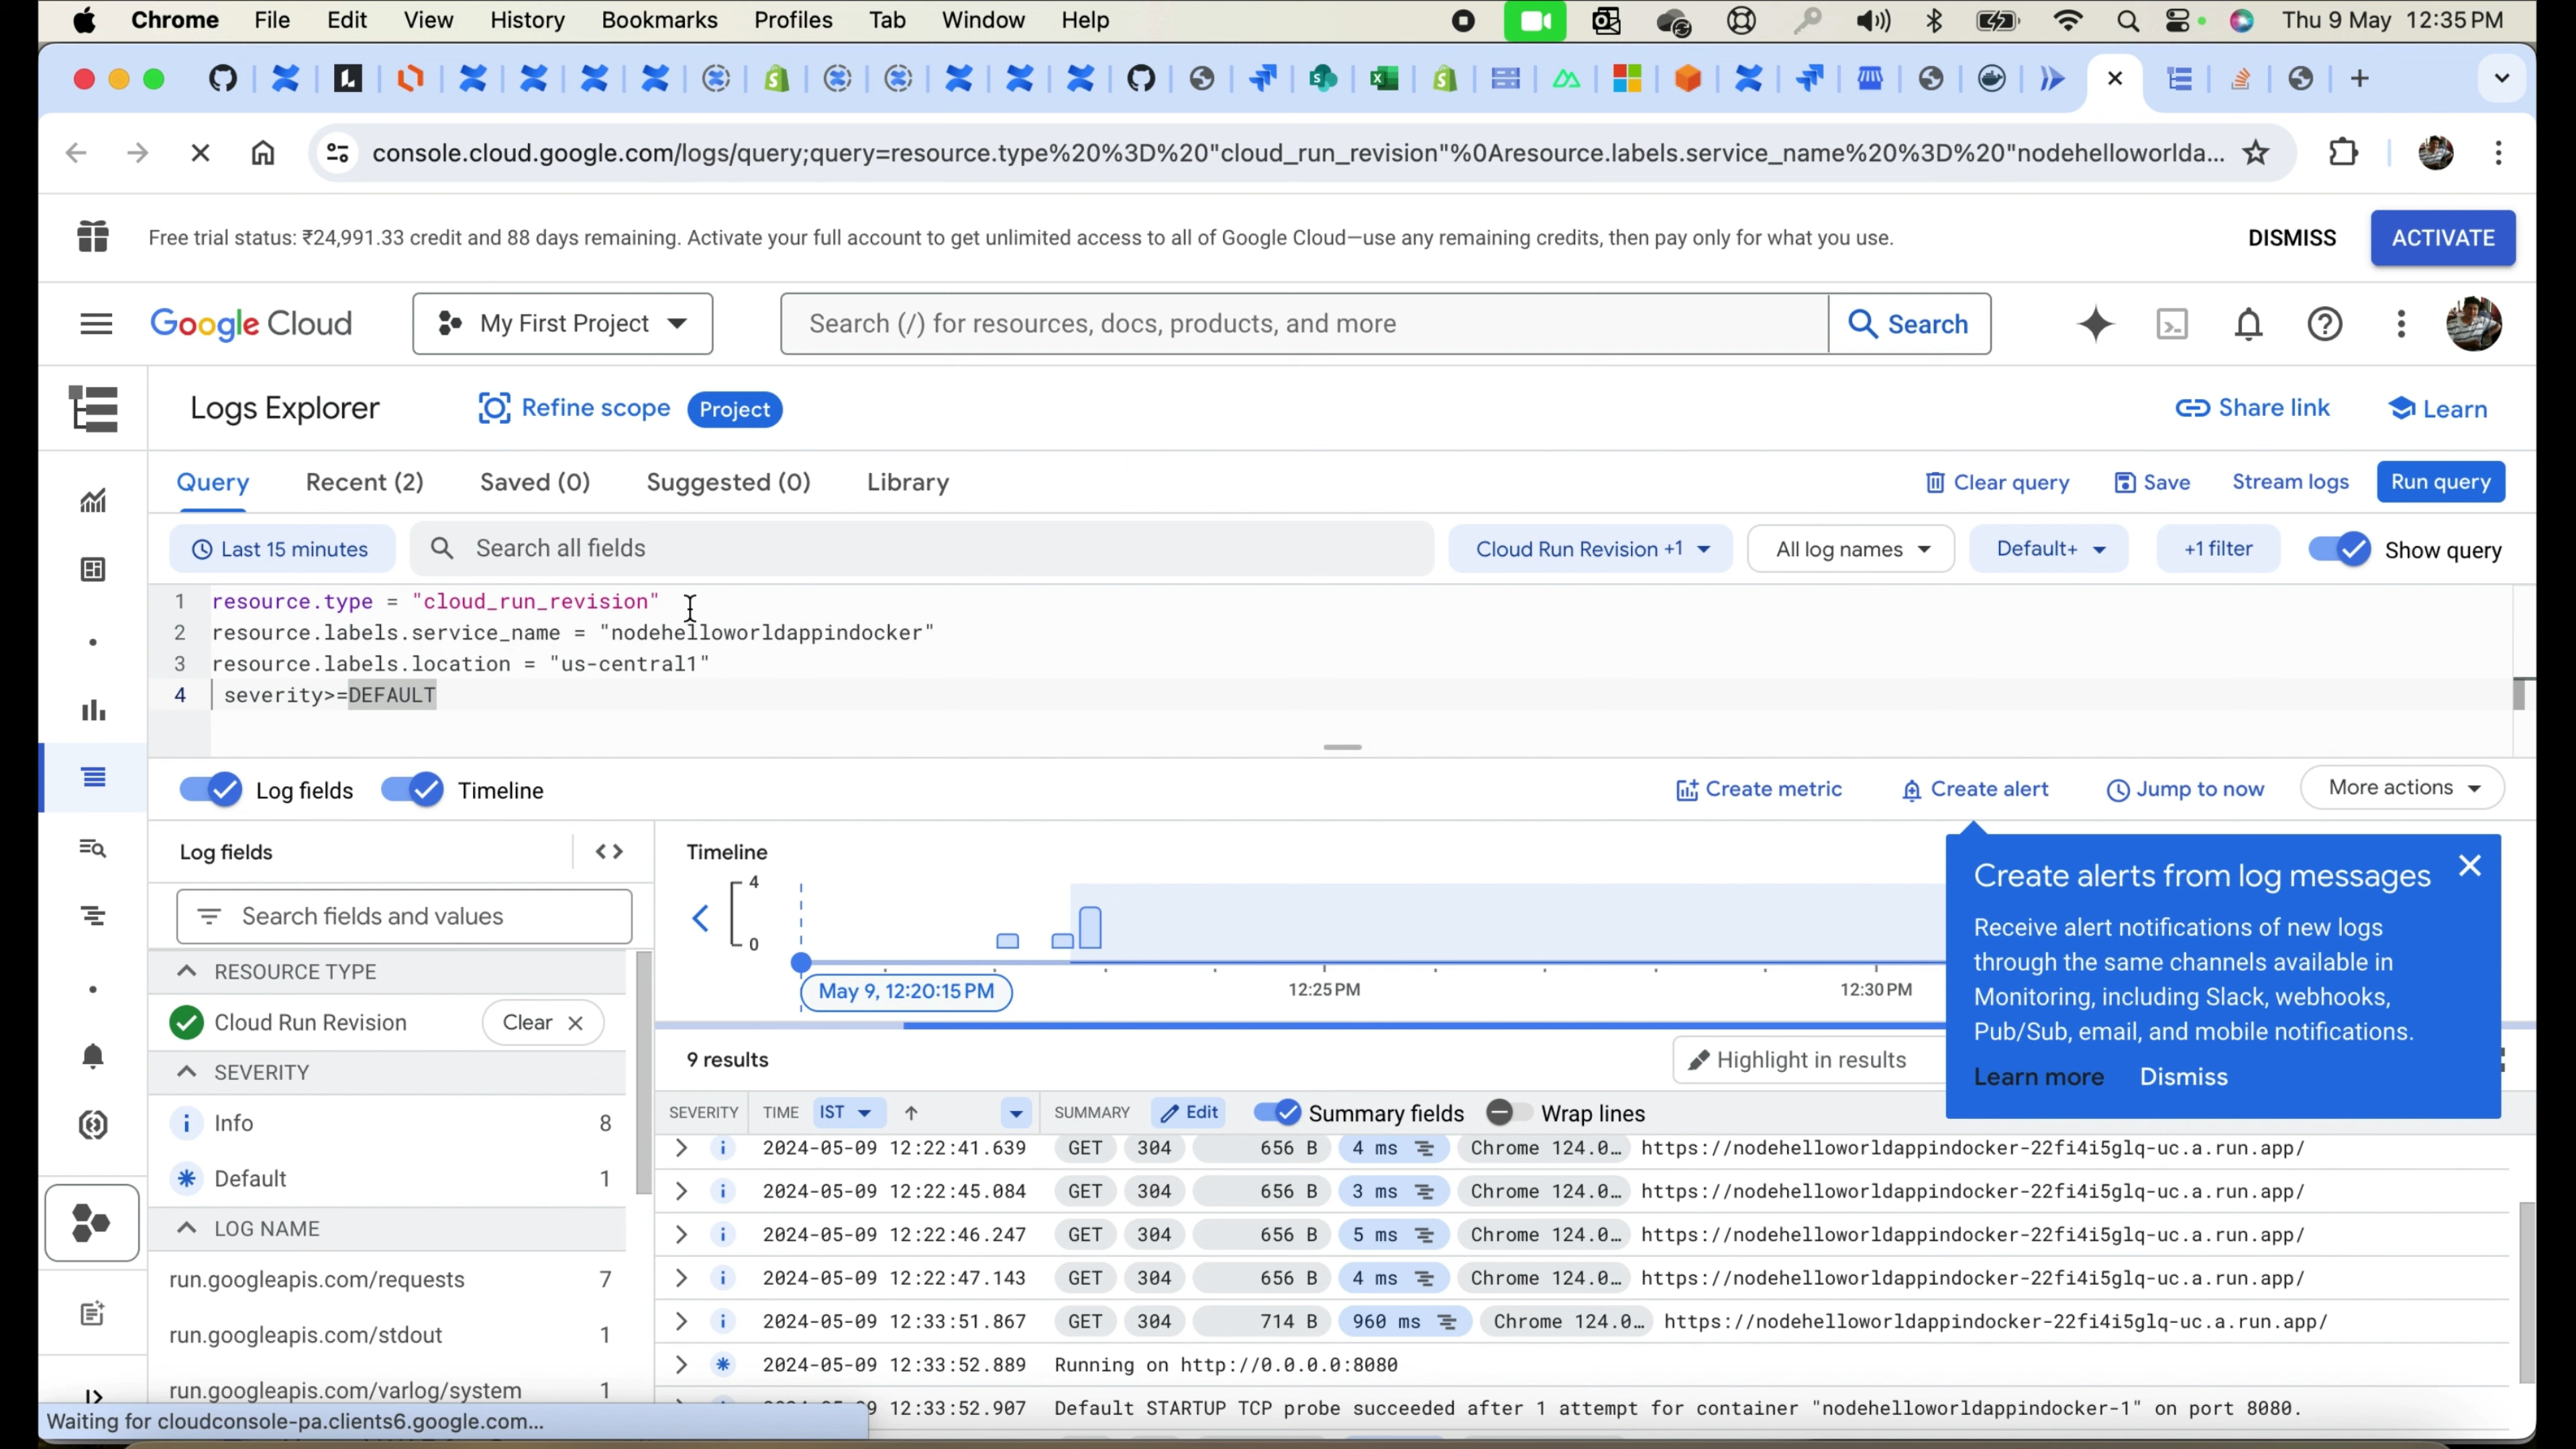 Chrome File Edit View History Bookmarks Profiles Tab Window Help Thu 9 May 12:35 PM
console.cloud.google.com/logs/query;query=resource.type%20%3D%20"cloud_run_revision"%0Aresource.labels.service_name%20%3D%20"nodehelloworlda...
Free trial status: ₹24,991.33 credit and 88 days remaining. Activate your full account to get unlimited access to all of Google Cloud—use any remaining credits, then pay only for what you use. DISMISS ACTIVATE
Google Cloud My First Project Search (/) for resources, docs, products, and more Search
Logs Explorer Refine scope Project Share link Learn
Query Recent (2) Saved (0) Suggested (0) Library Clear query Save Stream logs Run query
Last 15 minutes Search all fields Cloud Run Revision +1 All log names Default+ +1 filter Show query
1 resource.type = "cloud_run_revision"
2 resource.labels.service_name = "nodehelloworldappindocker"
3 resource.labels.location = "us-central1"
4 severity>=DEFAULT
Log fields Timeline Create metric Create alert Jump to now More actions
Log fields
Search fields and values
RESOURCE TYPE
Cloud Run Revision Clear
SEVERITY
Info 8
Default 1
LOG NAME
run.googleapis.com/requests 7
run.googleapis.com/stdout 1
run.googleapis.com/varlog/system 1
Timeline
4
0
May 9, 12:20:15 PM 12:25 PM 12:30 PM
Create alerts from log messages
Receive alert notifications of new logs
through the same channels available in
Monitoring, including Slack, webhooks,
Pub/Sub, email, and mobile notifications.
Learn more Dismiss
9 results Highlight in results
SEVERITY TIME IST SUMMARY Edit Summary fields Wrap lines
2024-05-09 12:22:41.639 GET 304 656 B 4 ms Chrome 124.0… https://nodehelloworldappindocker-22fi4i5glq-uc.a.run.app/
2024-05-09 12:22:45.084 GET 304 656 B 3 ms Chrome 124.0… https://nodehelloworldappindocker-22fi4i5glq-uc.a.run.app/
2024-05-09 12:22:46.247 GET 304 656 B 5 ms Chrome 124.0… https://nodehelloworldappindocker-22fi4i5glq-uc.a.run.app/
2024-05-09 12:22:47.143 GET 304 656 B 4 ms Chrome 124.0… https://nodehelloworldappindocker-22fi4i5glq-uc.a.run.app/
2024-05-09 12:33:51.867 GET 304 714 B 960 ms Chrome 124.0… https://nodehelloworldappindocker-22fi4i5glq-uc.a.run.app/
2024-05-09 12:33:52.889 Running on http://0.0.0.0:8080
12:33:52.907 Default STARTUP TCP probe succeeded after 1 attempt for container "nodehelloworldappindocker-1" on port 8080.
Waiting for cloudconsole-pa.clients6.google.com...